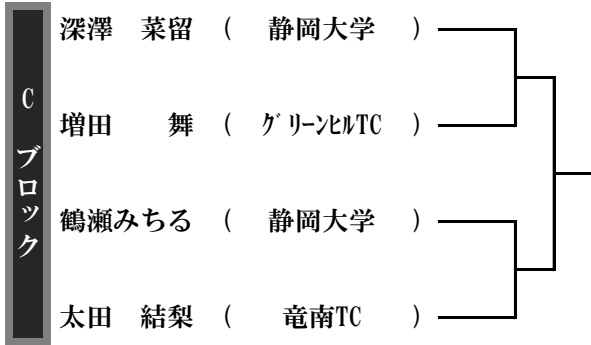 Cブロック
深澤 菜留 ( 静岡大学 )
増田 舞 ( グリーンヒルTC )
鶴瀬みちる ( 静岡大学 )
太田 結梨 ( 竜南TC )